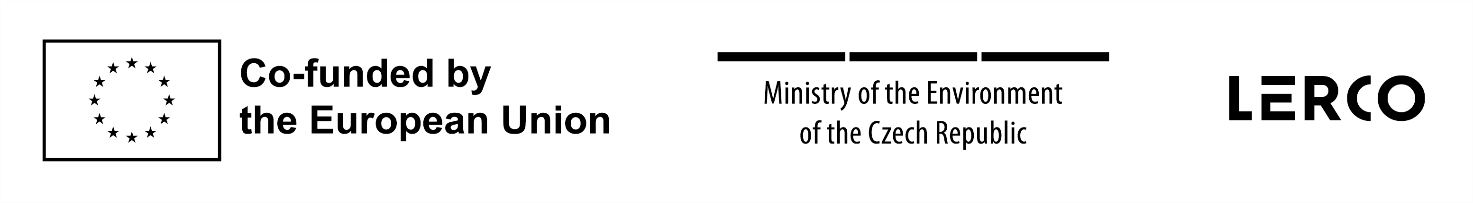 Co-funded by
the European Union
Ministry of the Environment
of the Czech Republic
LERCO